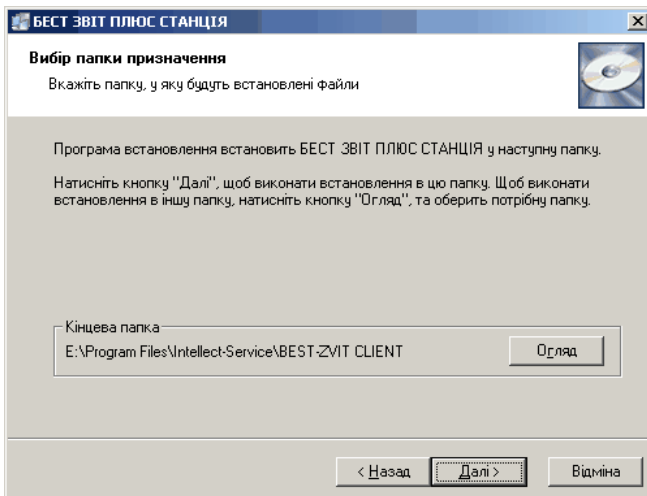 БЕСТ ЗВІТ ПЛЮС СТАНЦІЯ
Вибір папки призначення
Вкажіть папку, у яку будуть встановлені файли
Програма встановлення встановить БЕСТ ЗВІТ ПЛЮС СТАНЦІЯ у наступну папку.
Натисніть кнопку "Далі", щоб виконати встановлення в цю папку. Щоб виконати
встановлення в іншу папку, натисніть кнопку "Огляд", та оберить потрібну папку.
Кінцева папка
E:\Program Files\Intellect-Service\BEST-ZVIT CLIENT
Огляд
< Назад
Далі >
Відміна